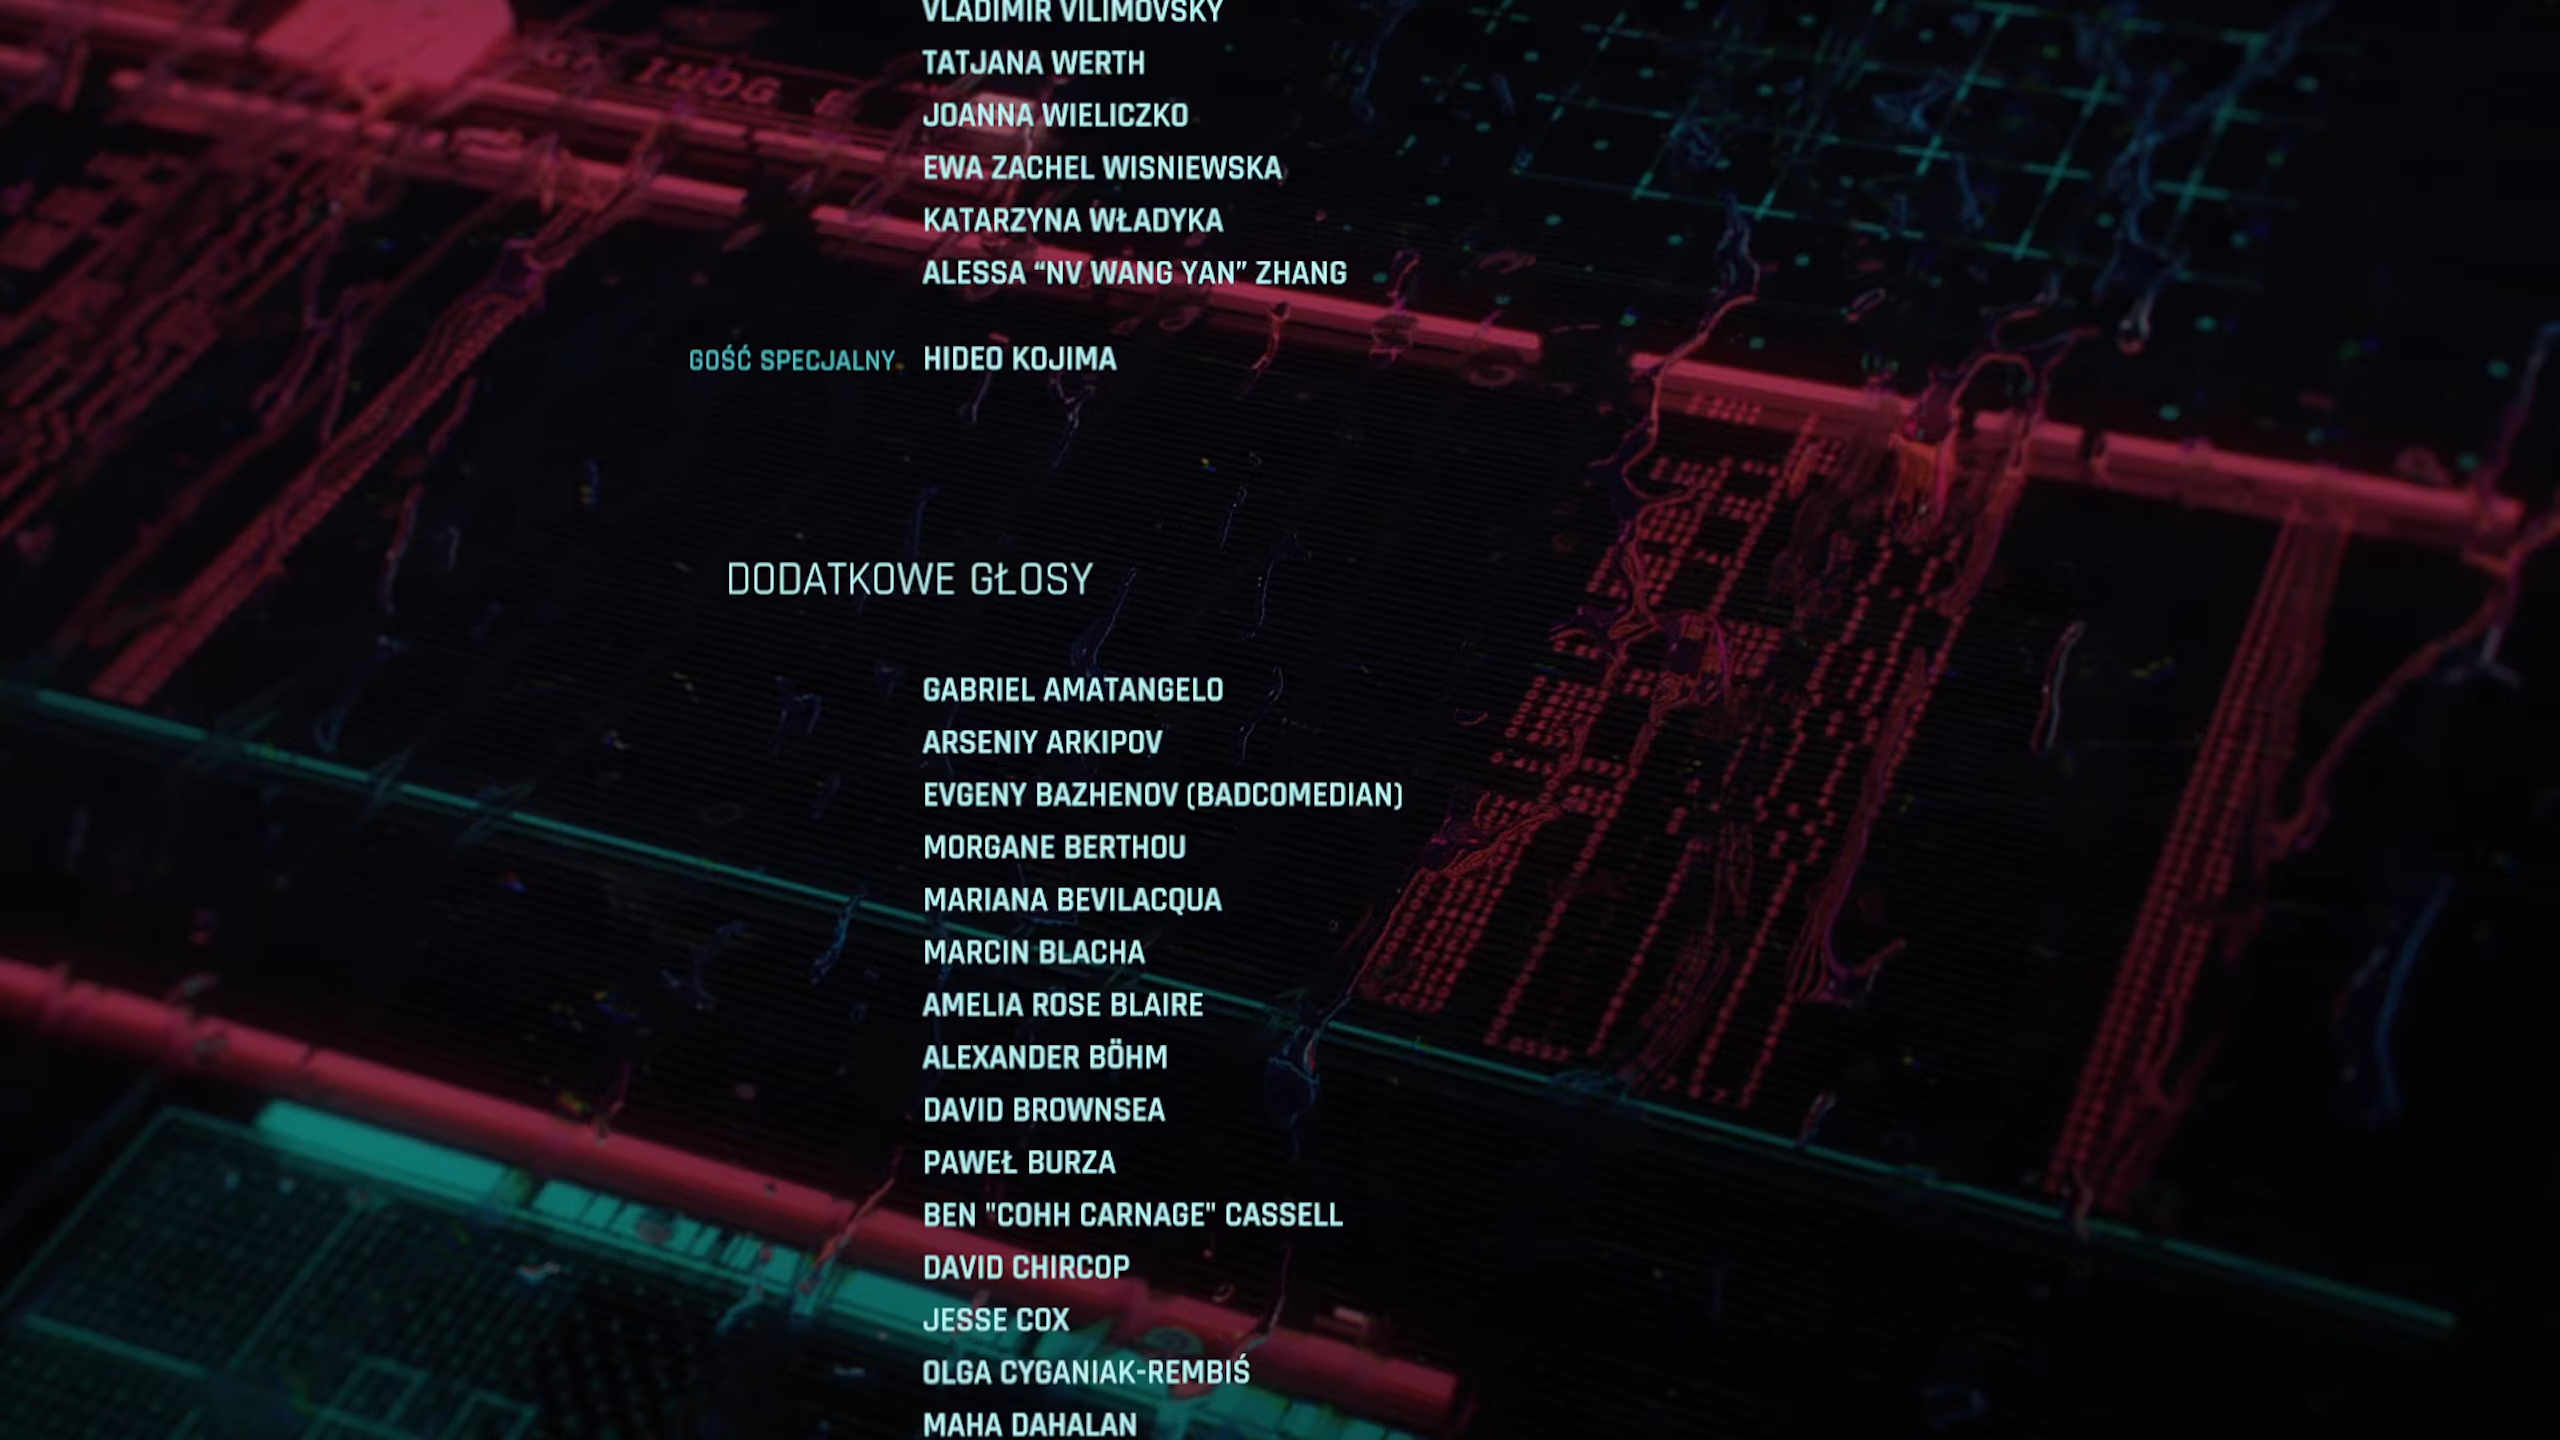 VLADIMIR VILIMOVSKY
TATJANA WERTH
JOANNA WIELICZKO
EWA ZACHEL WISNIEWSKA
KATARZYNA WŁADYKA
ALESSA “NV WANG YAN” ZHANG
GOŚĆ SPECJALNY HIDEO KOJIMA
DODATKOWE GŁOSY
GABRIEL AMATANGELO
ARSENIY ARKIPOV
EVGENY BAZHENOV (BADCOMEDIAN)
MORGANE BERTHOU
MARIANA BEVILACQUA
MARCIN BLACHA
AMELIA ROSE BLAIRE
ALEXANDER BÖHM
DAVID BROWNSEA
PAWEŁ BURZA
BEN "COHH CARNAGE" CASSELL
DAVID CHIRCOP
JESSE COX
OLGA CYGANIAK-REMBIŚ
MAHA DAHALAN